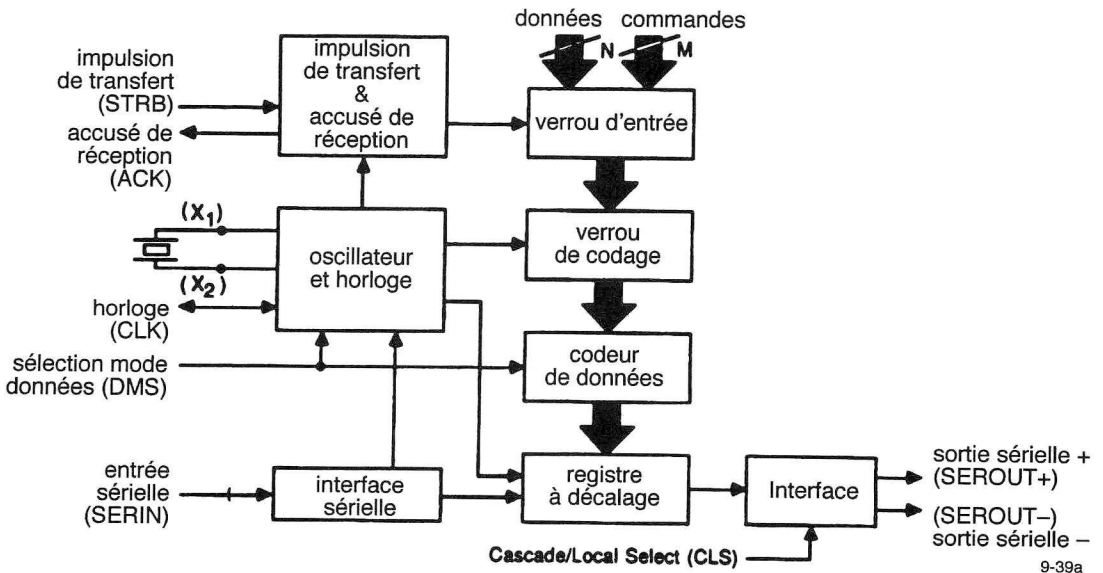 données
commandes
N
M
impulsion
de transfert
(STRB)
accusé de
réception
(ACK)
impulsion
de transfert
&
accusé de
réception
verrou d'entrée
(X1)
(X2)
oscillateur
et horloge
verrou
de codage
horloge
(CLK)
sélection mode
données (DMS)
codeur
de données
entrée
sérielle
(SERIN)
interface
sérielle
registre
à décalage
Interface
sortie sérielle +
(SEROUT+)
(SEROUT–)
sortie sérielle –
Cascade/Local Select (CLS)
9-39a